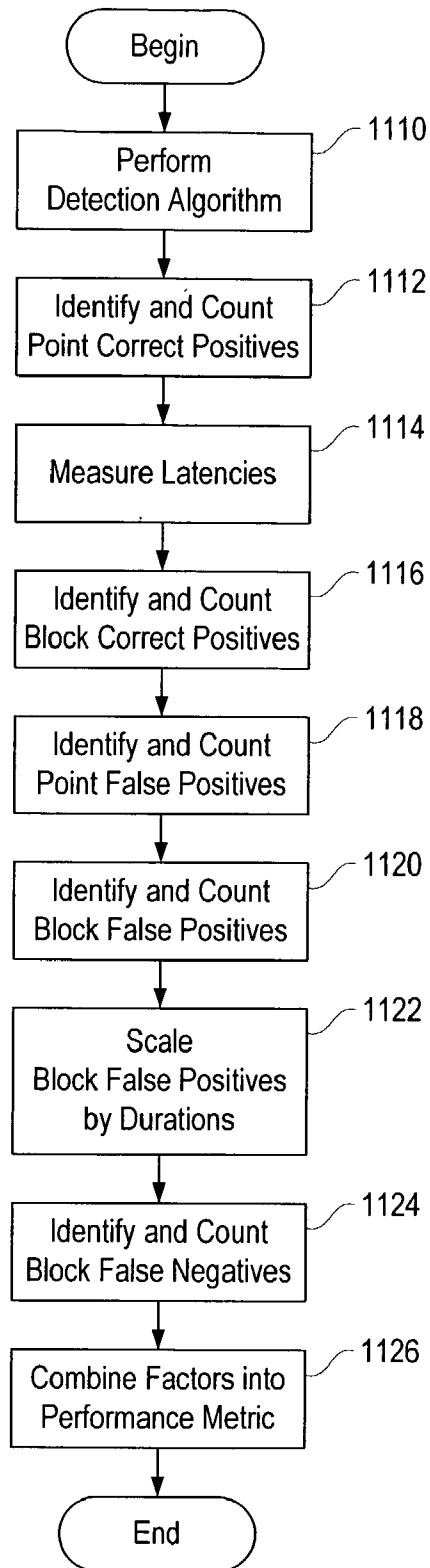 Begin
1110
Perform
Detection Algorithm
1112
Identify and Count
Point Correct Positives
1114
Measure Latencies
1116
Identify and Count
Block Correct Positives
1118
Identify and Count
Point False Positives
1120
Identify and Count
Block False Positives
1122
Scale
Block False Positives
by Durations
1124
Identify and Count
Block False Negatives
1126
Combine Factors into
Performance Metric
End